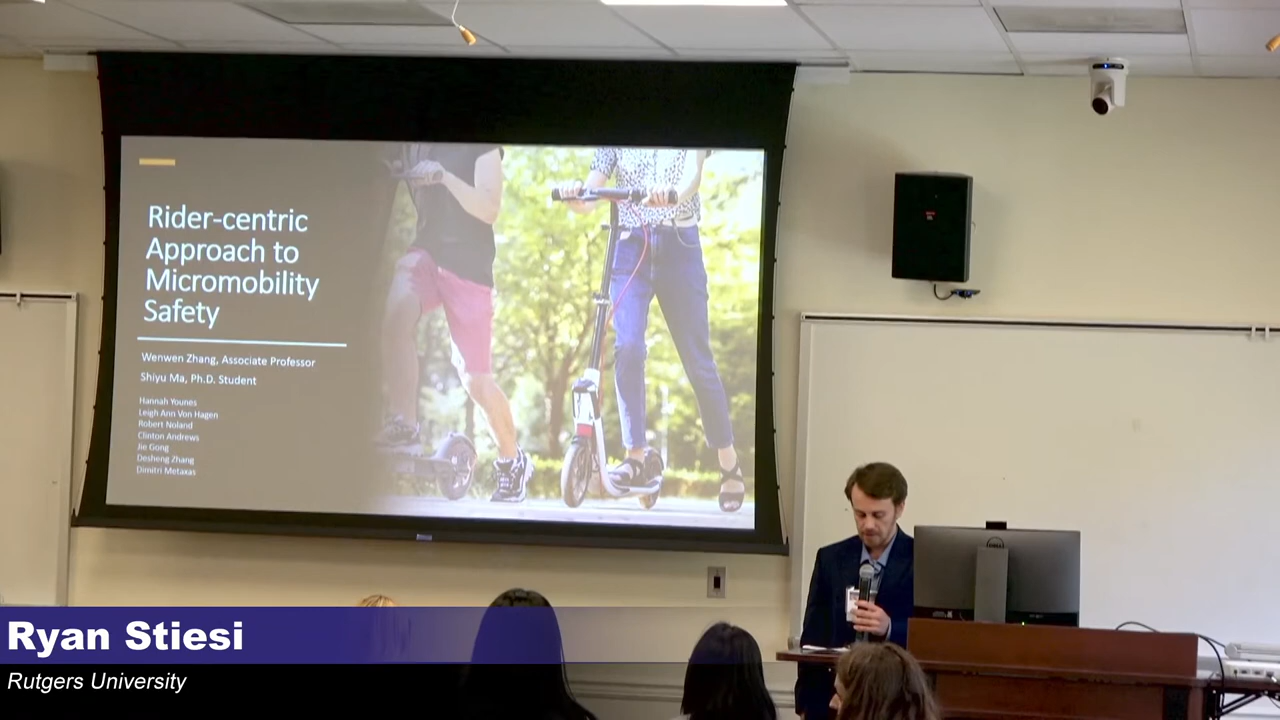 Rider-centric
Approach to
Micromobility
Safety
Wenwen Zhang, Associate Professor
Shiyu Ma, Ph.D. Student
Hannah Younes
Leigh Ann Von Hagen
Robert Noland
Clinton Andrews
Jie Gong
Desheng Zhang
Dimitri Metaxas
DELL
Ryan Stiesi
Rutgers University